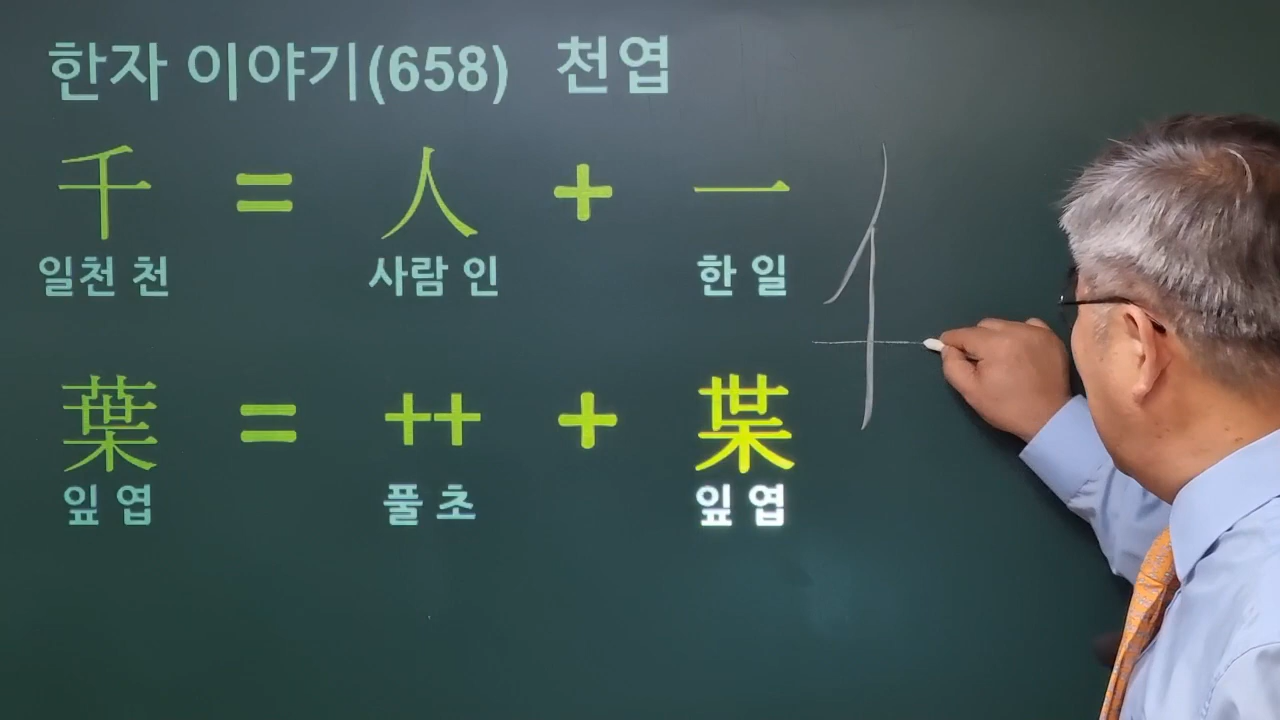 한자 이야기(658) 천엽
千 = 人 + 一
일천 천 사람 인 한 일
葉 = ++ + 枼
잎 엽 풀 초 잎 엽